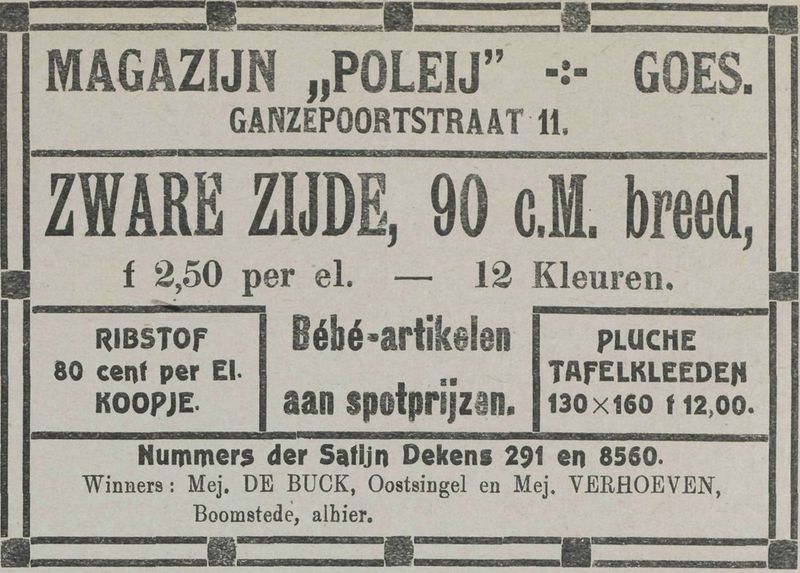 MAGAZIJN „POLEIJ” -:- GOES.
GANZEPOORTSTRAAT 11.
ZWARE ZIJDE, 90 c.M. breed,
f 2,50 per el. — 12 Kleuren.
RIBSTOF
80 cent per El.
KOOPJE.
Bébé-artikelen
aan spotprijzen.
PLUCHE
TAFELKLEEDEN
130×160 f 12,00.
Nummers der Satijn Dekens 291 en 8560.
Winners: Mej. DE BUCK, Oostsingel en Mej. VERHOEVEN,
Boomstede, alhier.